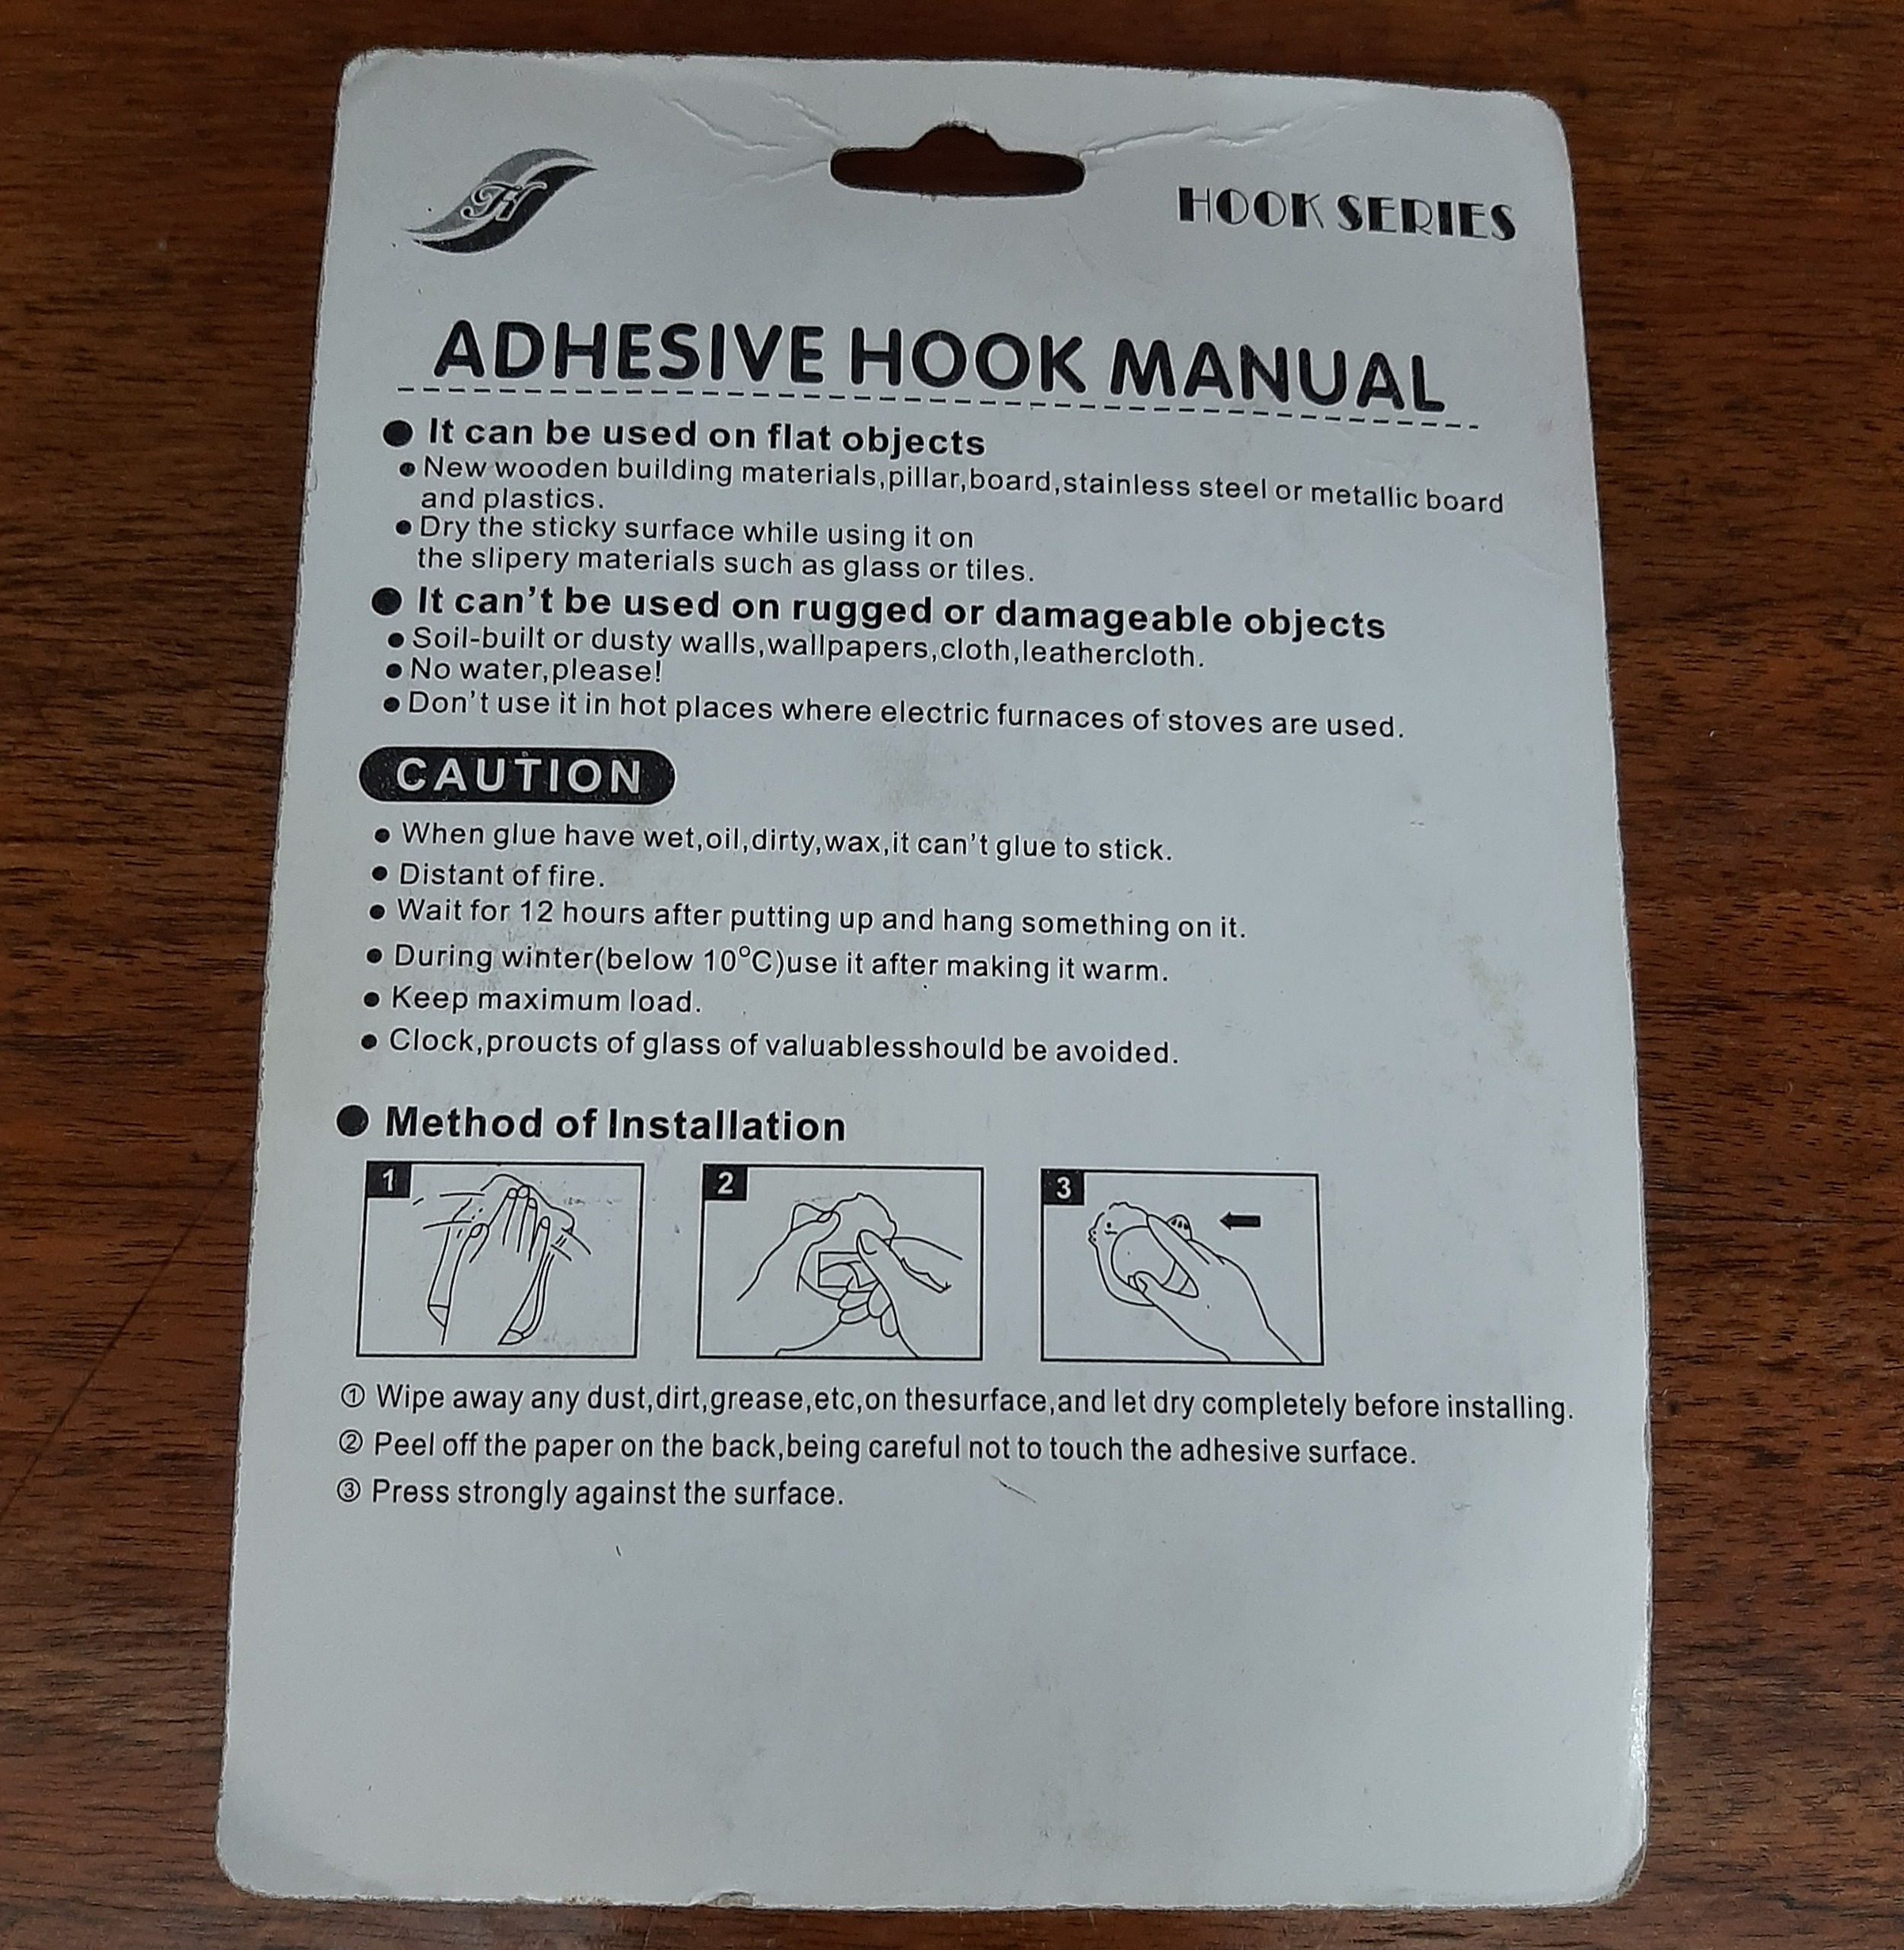 H
HOOK SERIES
ADHESIVE HOOK MANUAL
● It can be used on flat objects
● New wooden building materials,pillar,board,stainless steel or metallic board
and plastics.
● Dry the sticky surface while using it on
the slipery materials such as glass or tiles.
● It can't be used on rugged or damageable objects
● Soil-built or dusty walls,wallpapers,cloth,leathercloth.
● No water,please!
● Don't use it in hot places where electric furnaces of stoves are used.
CAUTION
● When glue have wet,oil,dirty,wax,it can't glue to stick.
● Distant of fire.
● Wait for 12 hours after putting up and hang something on it.
● During winter(below 10°C)use it after making it warm.
● Keep maximum load.
● Clock,proucts of glass of valuablesshould be avoided.
● Method of Installation
1 2 3
① Wipe away any dust,dirt,grease,etc,on thesurface,and let dry completely before installing.
② Peel off the paper on the back,being careful not to touch the adhesive surface.
③ Press strongly against the surface.